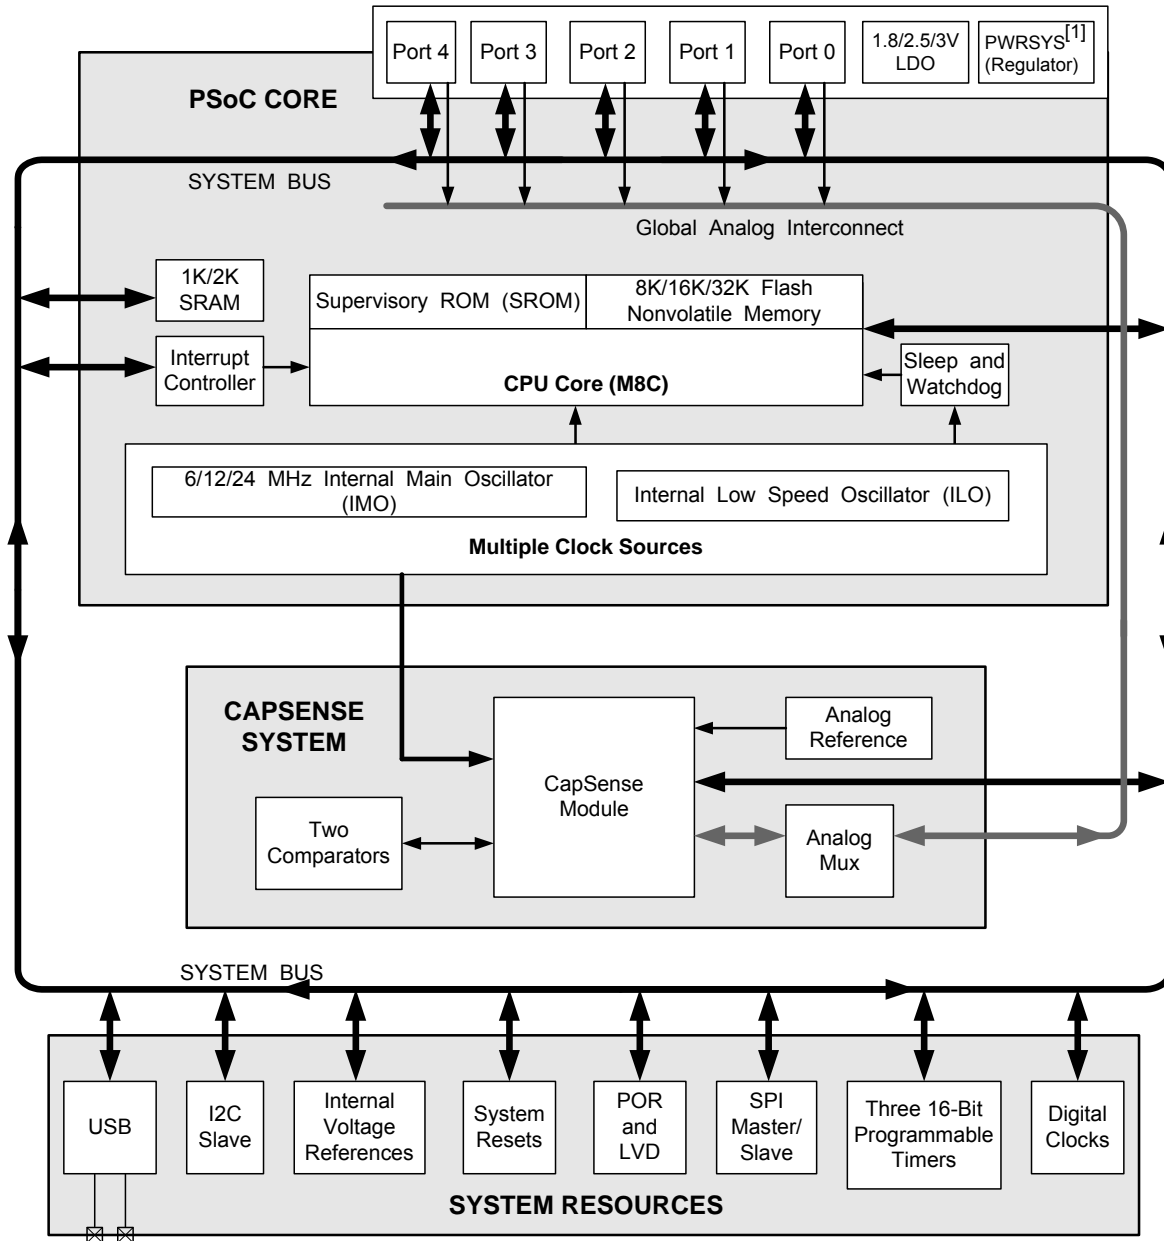 Port 4
Port 3
Port 2
Port 1
Port 0
1.8/2.5/3V
LDO
PWRSYS[1]
(Regulator)
PSoC CORE
SYSTEM BUS
Global Analog Interconnect
1K/2K
SRAM
Supervisory ROM (SROM)
8K/16K/32K Flash
Nonvolatile Memory
Interrupt
Controller
CPU Core (M8C)
Sleep and
Watchdog
6/12/24 MHz Internal Main Oscillator
(IMO)
Internal Low Speed Oscillator (ILO)
Multiple Clock Sources
CAPSENSE
SYSTEM
CapSense
Module
Analog
Reference
Two
Comparators
Analog
Mux
SYSTEM BUS
USB
I2C
Slave
Internal
Voltage
References
System
Resets
POR
and
LVD
SPI
Master/
Slave
Three 16-Bit
Programmable
Timers
Digital
Clocks
SYSTEM RESOURCES